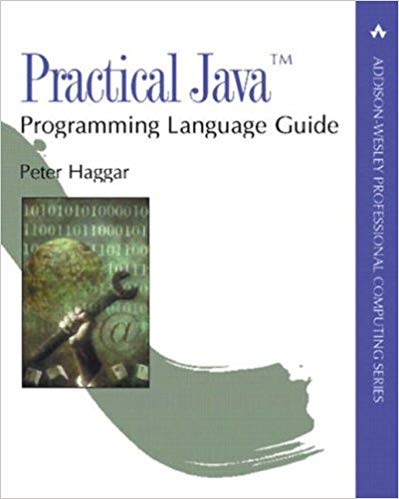 Practical Java™
Programming Language Guide
Peter Haggar
ADDISON-WESLEY PROFESSIONAL COMPUTING SERIES
@